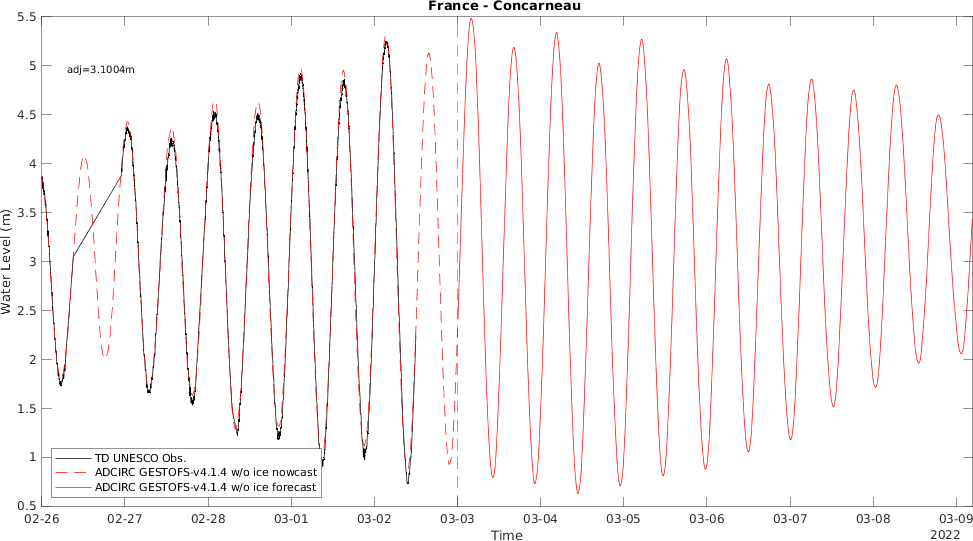 France - Concarneau
adj=3.1004m
5.5
5
4.5
4
3.5
3
2.5
2
1.5
1
0.5
Water Level (m)
TD UNESCO Obs.
ADCIRC GESTOFS-v4.1.4 w/o ice nowcast
ADCIRC GESTOFS-v4.1.4 w/o ice forecast
02-26 02-27 02-28 03-01 03-02 03-03 03-04 03-05 03-06 03-07 03-08 03-09
Time
2022